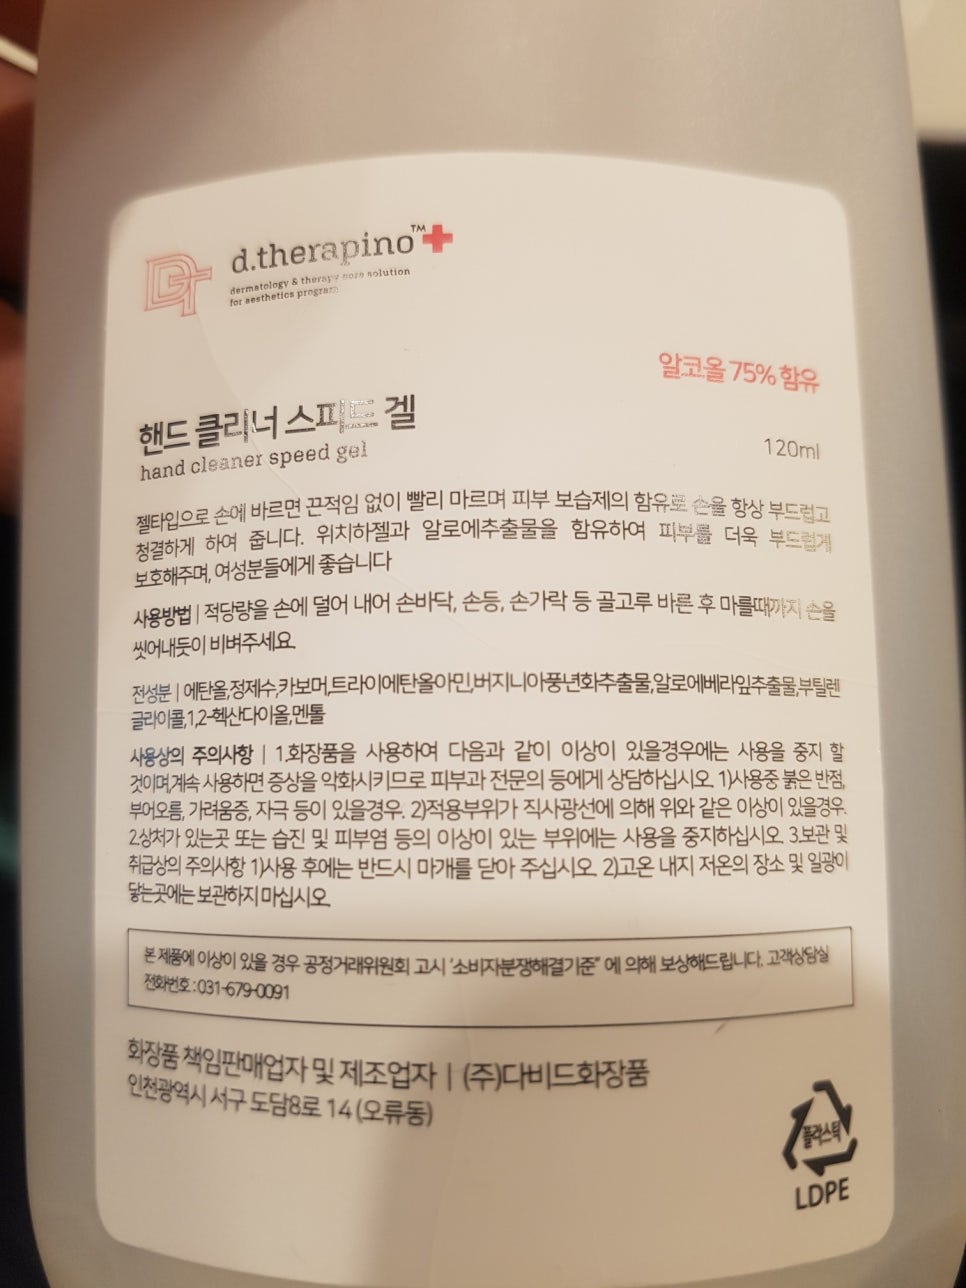 DT
d.therapino™
dermatology & therapy pore solution
for aesthetics program
알코올 75% 함유
핸드 클리너 스피드 겔
120ml
hand cleaner speed gel
젤타입으로 손에 바르면 끈적임 없이 빨리 마르며 피부 보습제의 함유로 손을 항상 부드럽고
청결하게 하여 줍니다. 위치하젤과 알로에추출물을 함유하여 피부를 더욱 부드럽게
보호해주며, 여성분들에게 좋습니다
사용방법 | 적당량을 손에 덜어 내어 손바닥, 손등, 손가락 등 골고루 바른 후 마를때까지 손을
씻어내듯이 비벼주세요.
전성분 | 에탄올,정제수,카보머,트라이에탄올아민,버지니아풍년화추출물,알로에베라잎추출물,부틸렌
글라이콜,1,2-헥산다이올,멘톨
사용상의 주의사항 | 1.화장품을 사용하여 다음과 같이 이상이 있을경우에는 사용을 중지 할
것이며,계속 사용하면 증상을 악화시키므로 피부과 전문의 등에게 상담하십시오. 1)사용중 붉은 반점,
부어오름, 가려움증, 자극 등이 있을경우. 2)적용부위가 직사광선에 의해 위와 같은 이상이 있을경우.
2.상처가 있는곳 또는 습진 및 피부염 등의 이상이 있는 부위에는 사용을 중지하십시오. 3.보관 및
취급상의 주의사항 1)사용 후에는 반드시 마개를 닫아 주십시오. 2)고온 내지 저온의 장소 및 일광이
닿는곳에는 보관하지 마십시오.
본 제품에 이상이 있을 경우 공정거래위원회 고시 '소비자분쟁해결기준" 에 의해 보상해드립니다. 고객상담실
전화번호 : 031-679-0091
화장품 책임판매업자 및 제조업자 | (주)다비드화장품
인천광역시 서구 도담8로 14 (오류동)
플라스틱
LDPE